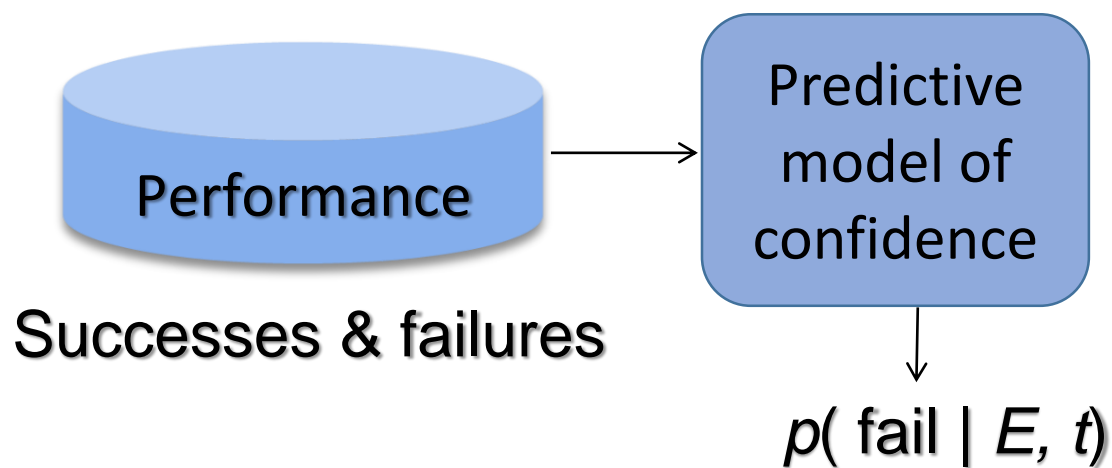 Performance
Successes & failures
Predictive
model of
confidence
p( fail | E, t)